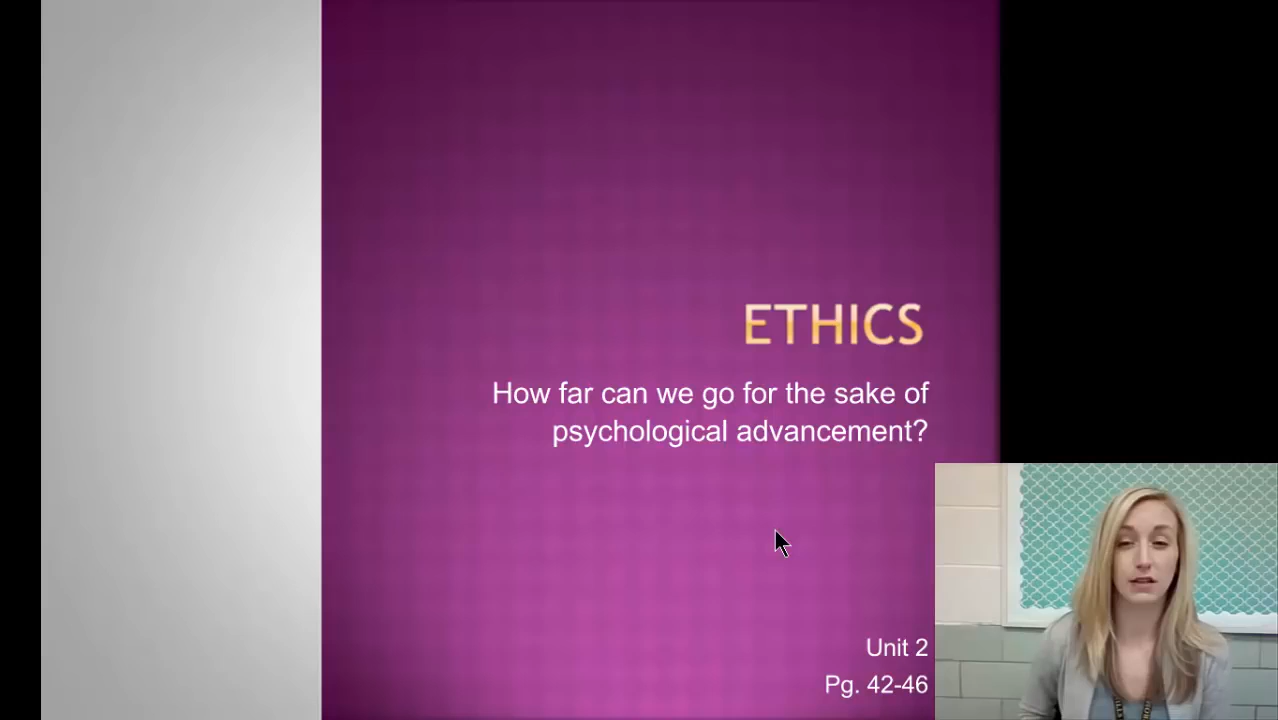 ETHICS
How far can we go for the sake of
psychological advancement?
Unit 2
Pg. 42-46